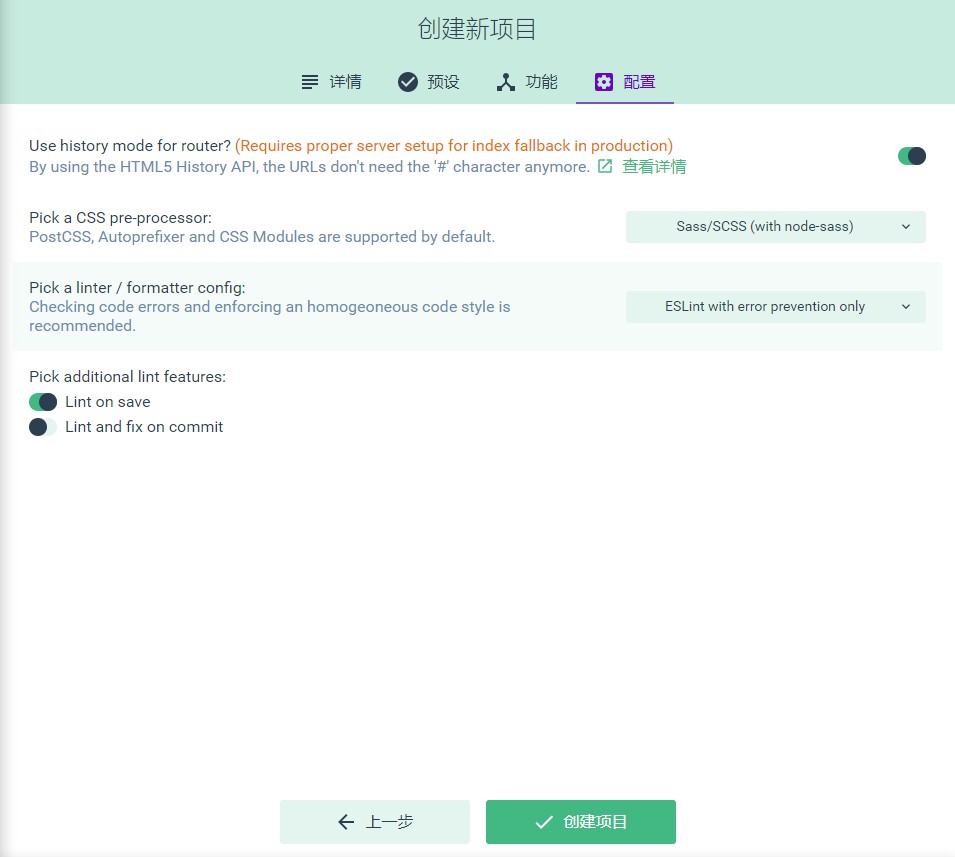 创建新项目
详情 预设 功能 配置
Use history mode for router? (Requires proper server setup for index fallback in production)
By using the HTML5 History API, the URLs don't need the '#' character anymore. 查看详情
Pick a CSS pre-processor:
PostCSS, Autoprefixer and CSS Modules are supported by default.
Sass/SCSS (with node-sass)
Pick a linter / formatter config:
Checking code errors and enforcing an homogeoneous code style is
recommended.
ESLint with error prevention only
Pick additional lint features:
Lint on save
Lint and fix on commit
上一步 创建项目